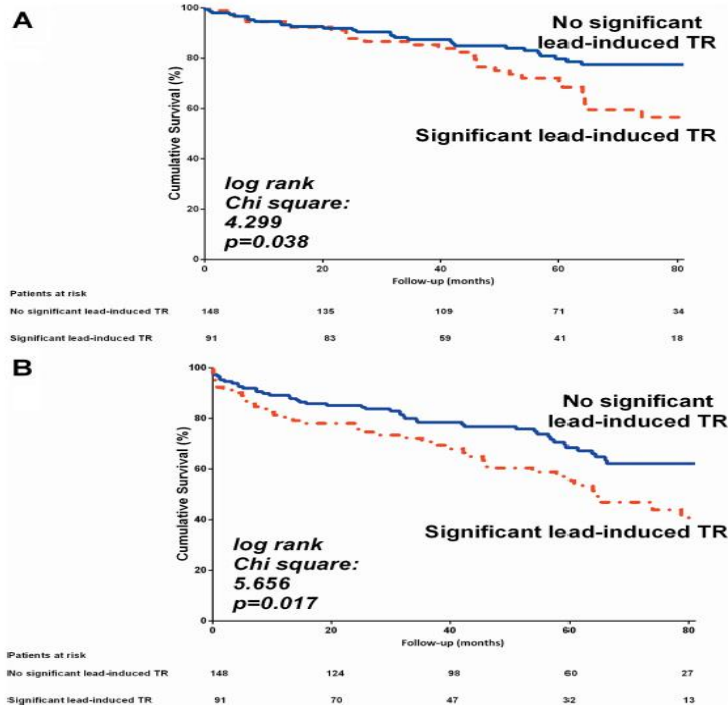 A
No significant
lead-induced TR
Significant lead-induced TR
Cumulative Survival (%)
100
80
60
40
20
0
log rank
Chi square:
4.299
p=0.038
0 20 40 60 80
Follow-up (months)
Patients at risk
No significant lead-induced TR 148 135 109 71 34
Significant lead-induced TR 91 83 59 41 18
B
No significant
lead-induced TR
Significant lead-induced TR
Cumulative Survival (%)
100
80
60
40
20
0
log rank
Chi square:
5.656
p=0.017
0 20 40 60 80
Follow-up (months)
Patients at risk
No significant lead-induced TR 148 124 98 60 27
Significant lead-induced TR 91 70 47 32 13